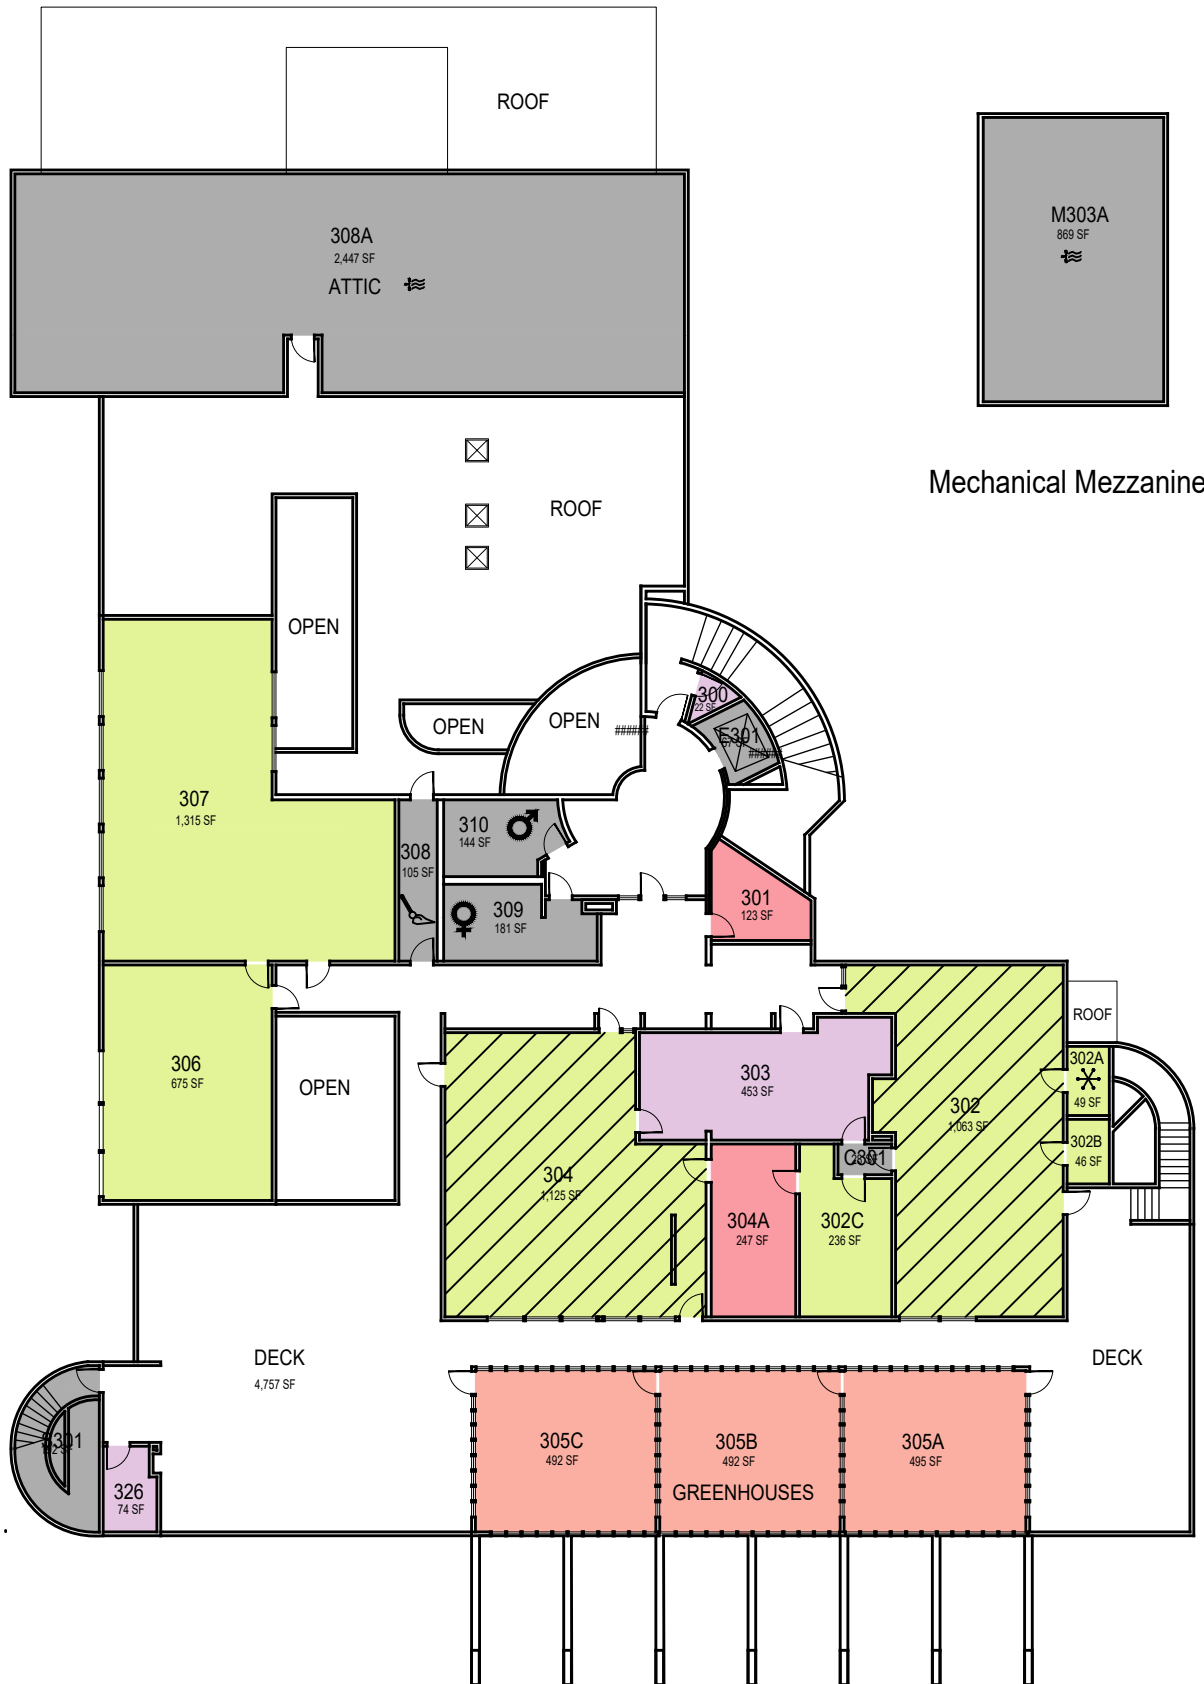 ROOF
308A
2,447 SF
ATTIC
M303A
869 SF
Mechanical Mezzanine
ROOF
OPEN
300
22 SF
OPEN
OPEN
######
E301
######
307
1,315 SF
310
144 SF
308
105 SF
309
181 SF
301
123 SF
306
675 SF
OPEN
ROOF
302A
49 SF
303
453 SF
302
1,063 SF
302B
46 SF
C301
304
1,125 SF
304A
247 SF
302C
236 SF
DECK
4,757 SF
DECK
305C
492 SF
305B
492 SF
305A
495 SF
GREENHOUSES
326
74 SF